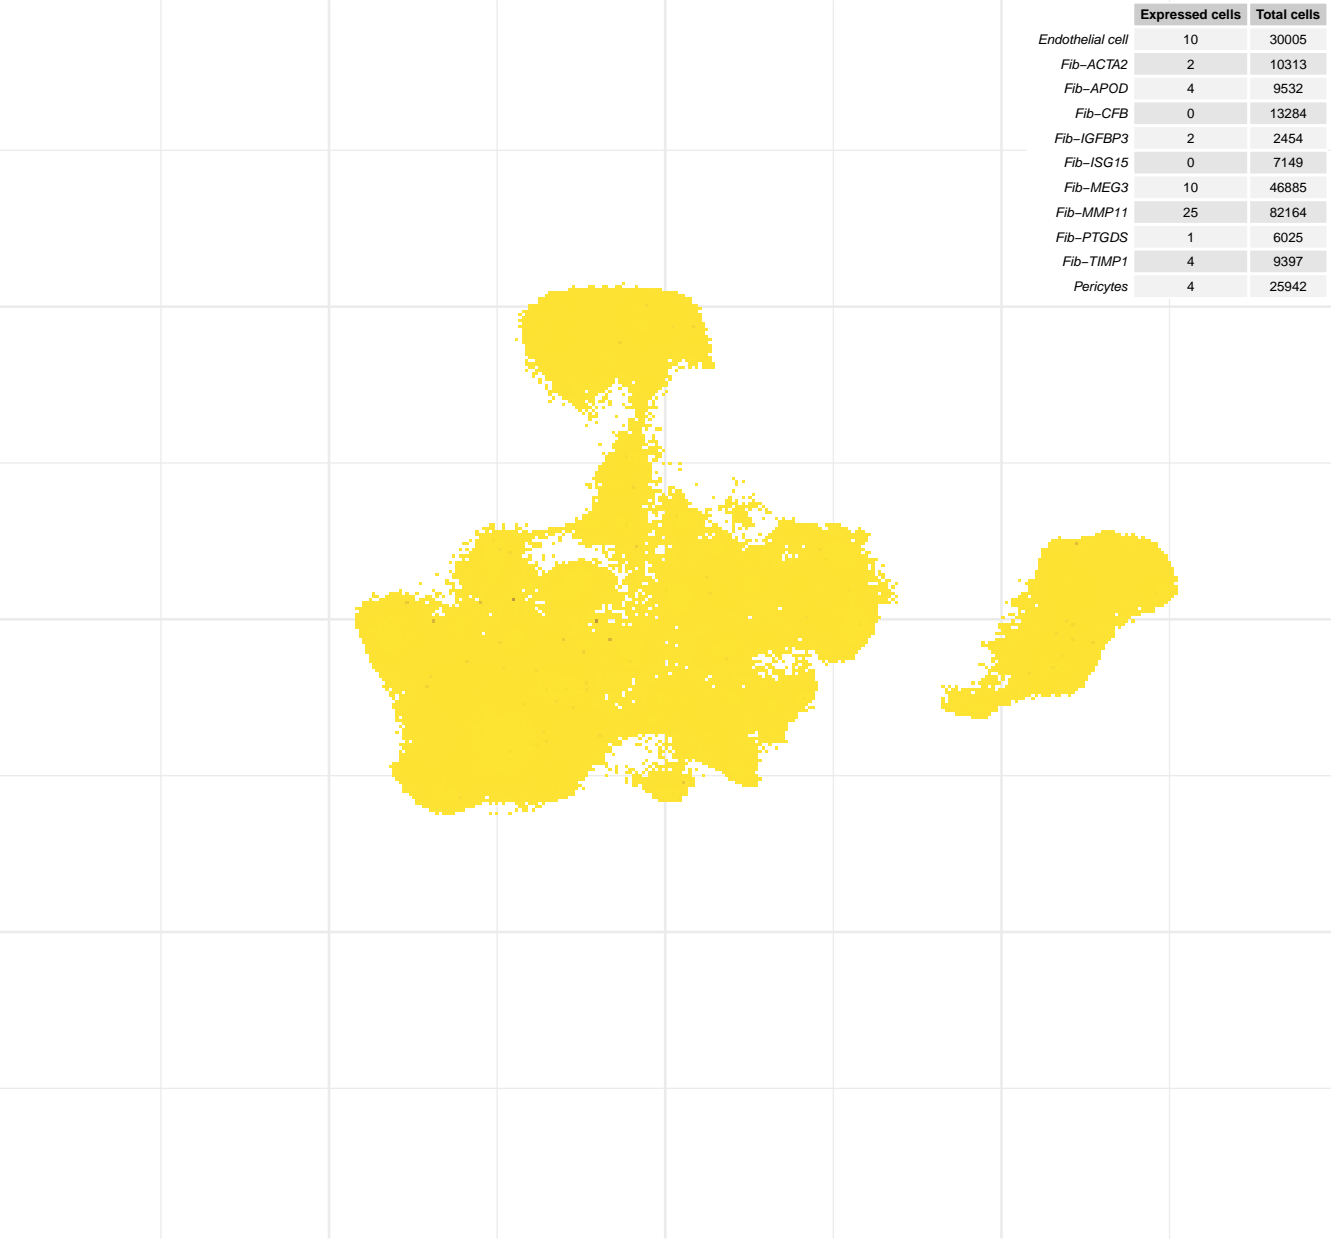 Expressed cells Total cells
Endothelial cell 10 30005
Fib−ACTA2 2 10313
Fib−APOD 4 9532
Fib−CFB 0 13284
Fib−IGFBP3 2 2454
Fib−ISG15 0 7149
Fib−MEG3 10 46885
Fib−MMP11 25 82164
Fib−PTGDS 1 6025
Fib−TIMP1 4 9397
Pericytes 4 25942